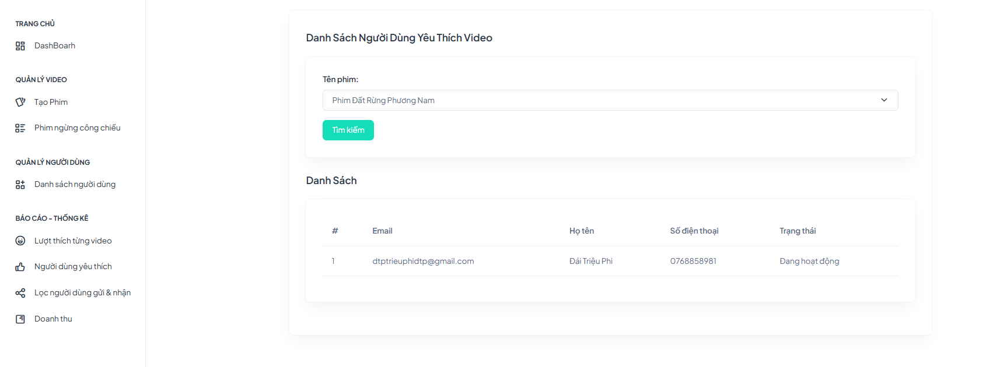 TRANG CHỦ
DashBoarh
QUẢN LÝ VIDEO
Tạo Phim
Phim ngừng công chiếu
QUẢN LÝ NGƯỜI DÙNG
Danh sách người dùng
BÁO CÁO - THỐNG KÊ
Lượt thích từng video
Người dùng yêu thích
Lọc người dùng gửi & nhận
Doanh thu
Danh Sách Người Dùng Yêu Thích Video
Tên phim:
Phim Đất Rừng Phương Nam
Tìm kiếm
Danh Sách
# Email Họ tên Số điện thoại Trạng thái
1 dtptrieuphidtp@gmail.com Đái Triệu Phi 0768858981 Đang hoạt động